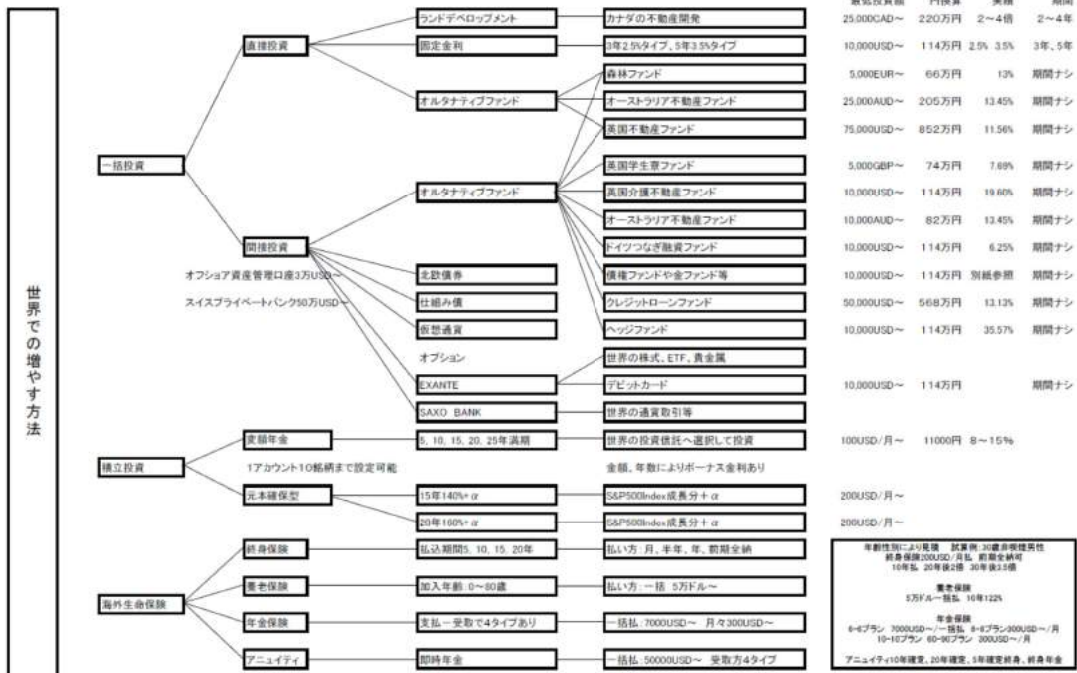 最低投資額 円換算 実績 期間
ランドデベロップメント カナダの不動産開発 25,000CAD～ 220万円 2～4倍 2～4年
直接投資 固定金利 3年2.5%タイプ、5年3.5%タイプ 10,000USD～ 114万円 2.5% 3.5% 3年、5年
森林ファンド 5,000EUR～ 66万円 13% 期間ナシ
オルタナティブファンド オーストラリア不動産ファンド 25,000AUD～ 205万円 13.45% 期間ナシ
英国不動産ファンド 75,000USD～ 852万円 11.56% 期間ナシ
一括投資 英国学生寮ファンド 5,000GBP～ 74万円 7.69% 期間ナシ
オルタナティブファンド 英国介護不動産ファンド 10,000USD～ 114万円 19.60% 期間ナシ
オーストラリア不動産ファンド 10,000AUD～ 82万円 13.45% 期間ナシ
間接投資 ドイツつなぎ融資ファンド 10,000USD～ 114万円 6.25% 期間ナシ
オフショア資産管理口座3万USD～ 北欧債券 債権ファンドや金ファンド等 10,000USD～ 114万円 別紙参照 期間ナシ
スイスプライベートバンク50万USD～ 仕組み債 クレジットローンファンド 50,000USD～ 568万円 13.13% 期間ナシ
仮想通貨 ヘッジファンド 10,000USD～ 114万円 35.57% 期間ナシ
世界での増やす方法
オプション 世界の株式、ETF、貴金属
EXANTE デビットカード 10,000USD～ 114万円 期間ナシ
SAXO BANK 世界の通貨取引等
変額年金 5, 10, 15, 20, 25年満期 世界の投資信託へ選択して投資 100USD/月～ 11000円 8～15%
積立投資 1アカウント10銘柄まで設定可能 金額、年数によりボーナス金利あり
元本確保型 15年140%+α S&P500Index成長分+α 200USD/月～
20年160%+α S&P500Index成長分+α 200USD/月～
終身保険 払込期間5, 10, 15, 20年 払い方:月、半年、年、前期全納
養老保険 加入年齢:0～80歳 払い方:一括 5万ドル～
海外生命保険
年金保険 支払ー受取で4タイプあり 一括払:7000USD～ 月々300USD～
アニュイティ 即時年金 一括払:50000USD～ 受取方4タイプ
年齢性別により見積 試算例:30歳非喫煙男性
終身保険200USD/月払 前期全納可
10年払 20年後2倍 30年後3.5倍
養老保険
5万ドル一括払 10年122%
年金保険
6-6プラン 7000USD～/一括払 8-8プラン300USD～/月
10-10プラン 60-90プラン 300USD～/月
アニュイティ10年確定、20年確定、5年確定終身、終身年金